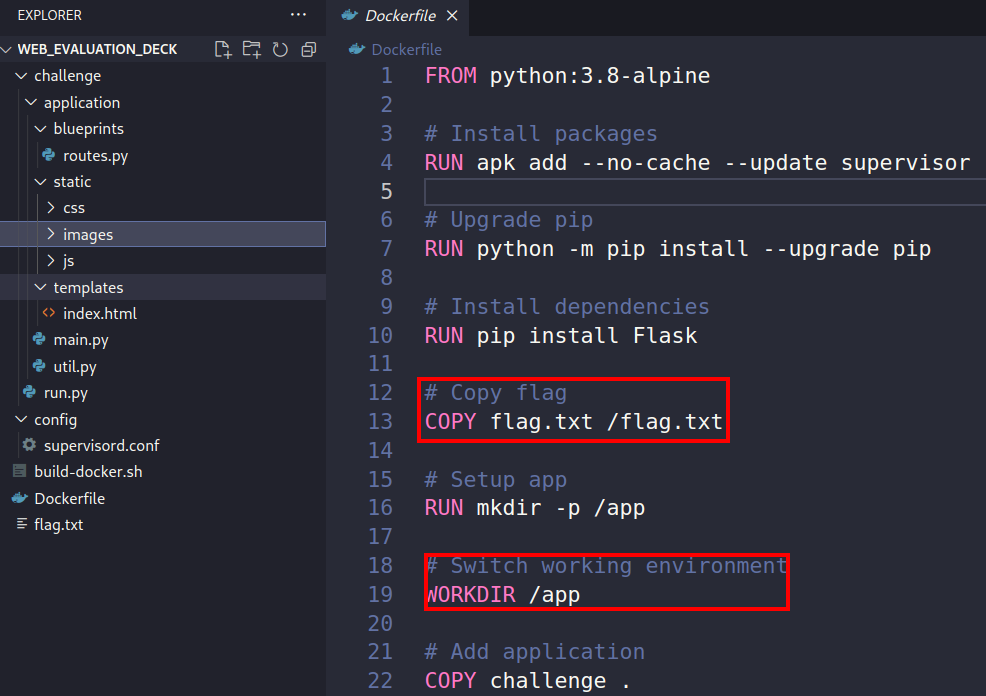 EXPLORER
WEB_EVALUATION_DECK
challenge
application
blueprints
routes.py
static
css
images
js
templates
index.html
main.py
util.py
run.py
config
supervisord.conf
build-docker.sh
Dockerfile
flag.txt
Dockerfile
Dockerfile
1 FROM python:3.8-alpine
2
3 # Install packages
4 RUN apk add --no-cache --update supervisor
5
6 # Upgrade pip
7 RUN python -m pip install --upgrade pip
8
9 # Install dependencies
10 RUN pip install Flask
11
12 # Copy flag
13 COPY flag.txt /flag.txt
14
15 # Setup app
16 RUN mkdir -p /app
17
18 # Switch working environment
19 WORKDIR /app
20
21 # Add application
22 COPY challenge .